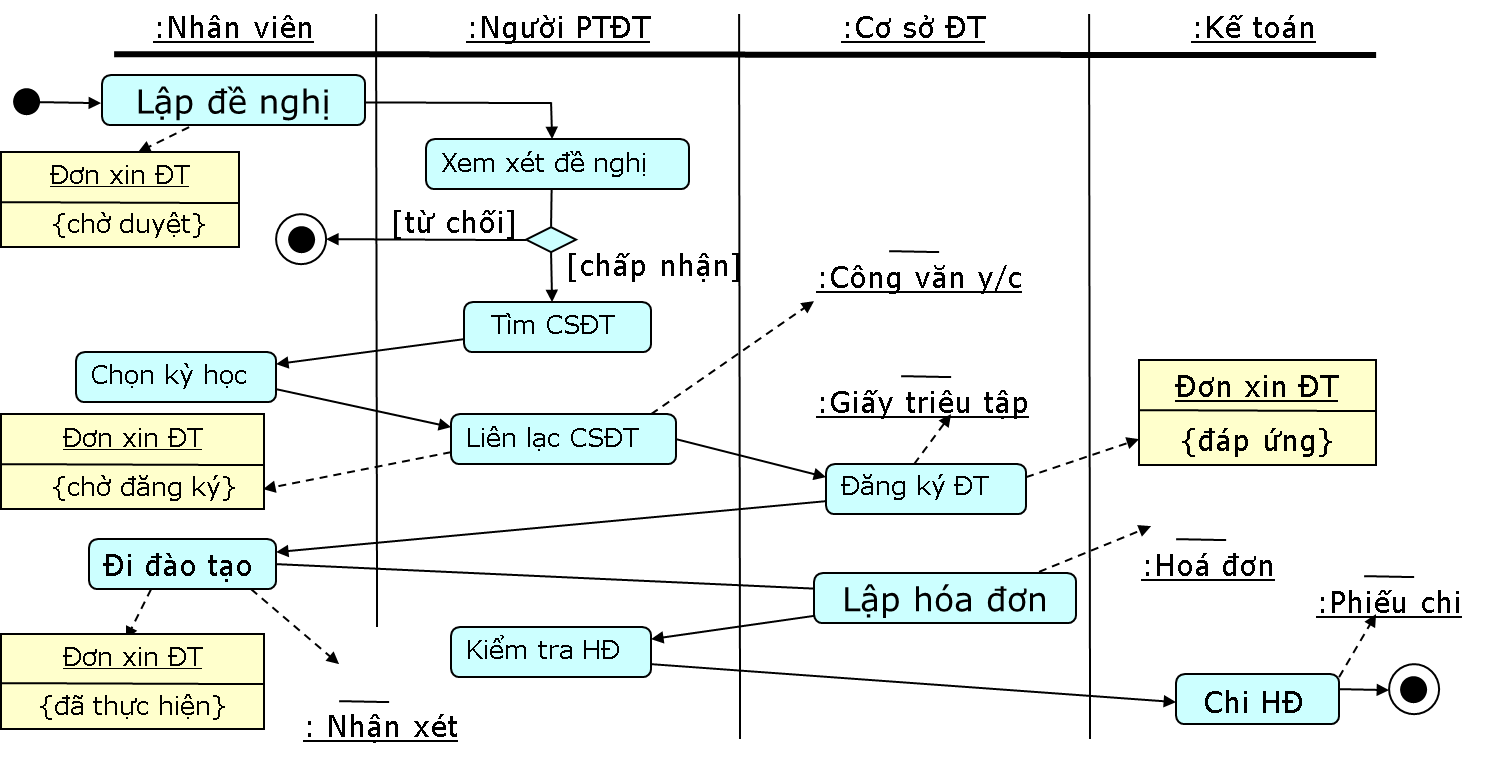 :Nhân viên
:Người PTĐT
:Cơ sở ĐT
:Kế toán
Lập đề nghị
Xem xét đề nghị
Đơn xin ĐT
{chờ duyệt}
[từ chối]
[chấp nhận]
:Công văn y/c
Tìm CSĐT
Chọn kỳ học
:Giấy triệu tập
Đơn xin ĐT
{đáp ứng}
Đơn xin ĐT
{chờ đăng ký}
Liên lạc CSĐT
Đăng ký ĐT
Đi đào tạo
:Hoá đơn
Lập hóa đơn
:Phiếu chi
Đơn xin ĐT
{đã thực hiện}
Kiểm tra HĐ
: Nhận xét
Chi HĐ